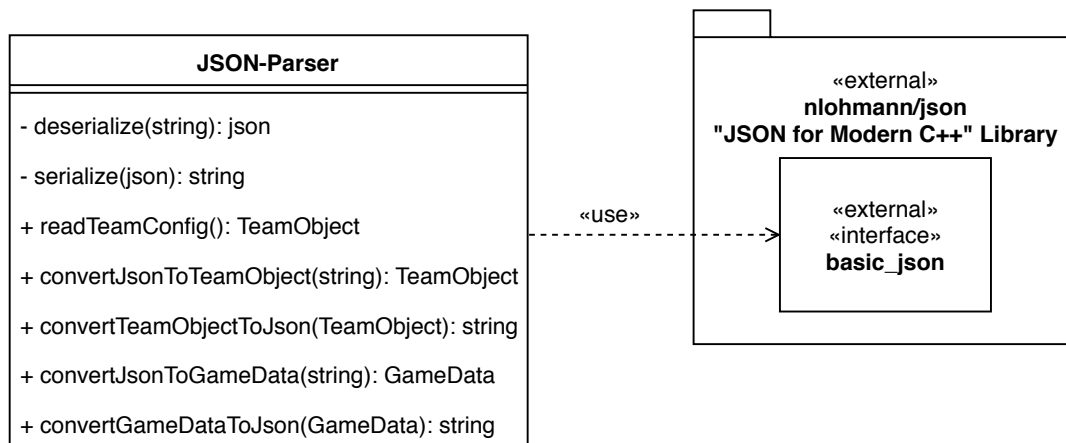 JSON-Parser
- deserialize(string): json
- serialize(json): string
+ readTeamConfig(): TeamObject
+ convertJsonToTeamObject(string): TeamObject
+ convertTeamObjectToJson(TeamObject): string
+ convertJsonToGameData(string): GameData
+ convertGameDataToJson(GameData): string
«use»
«external»
nlohmann/json
"JSON for Modern C++" Library
«external»
«interface»
basic_json